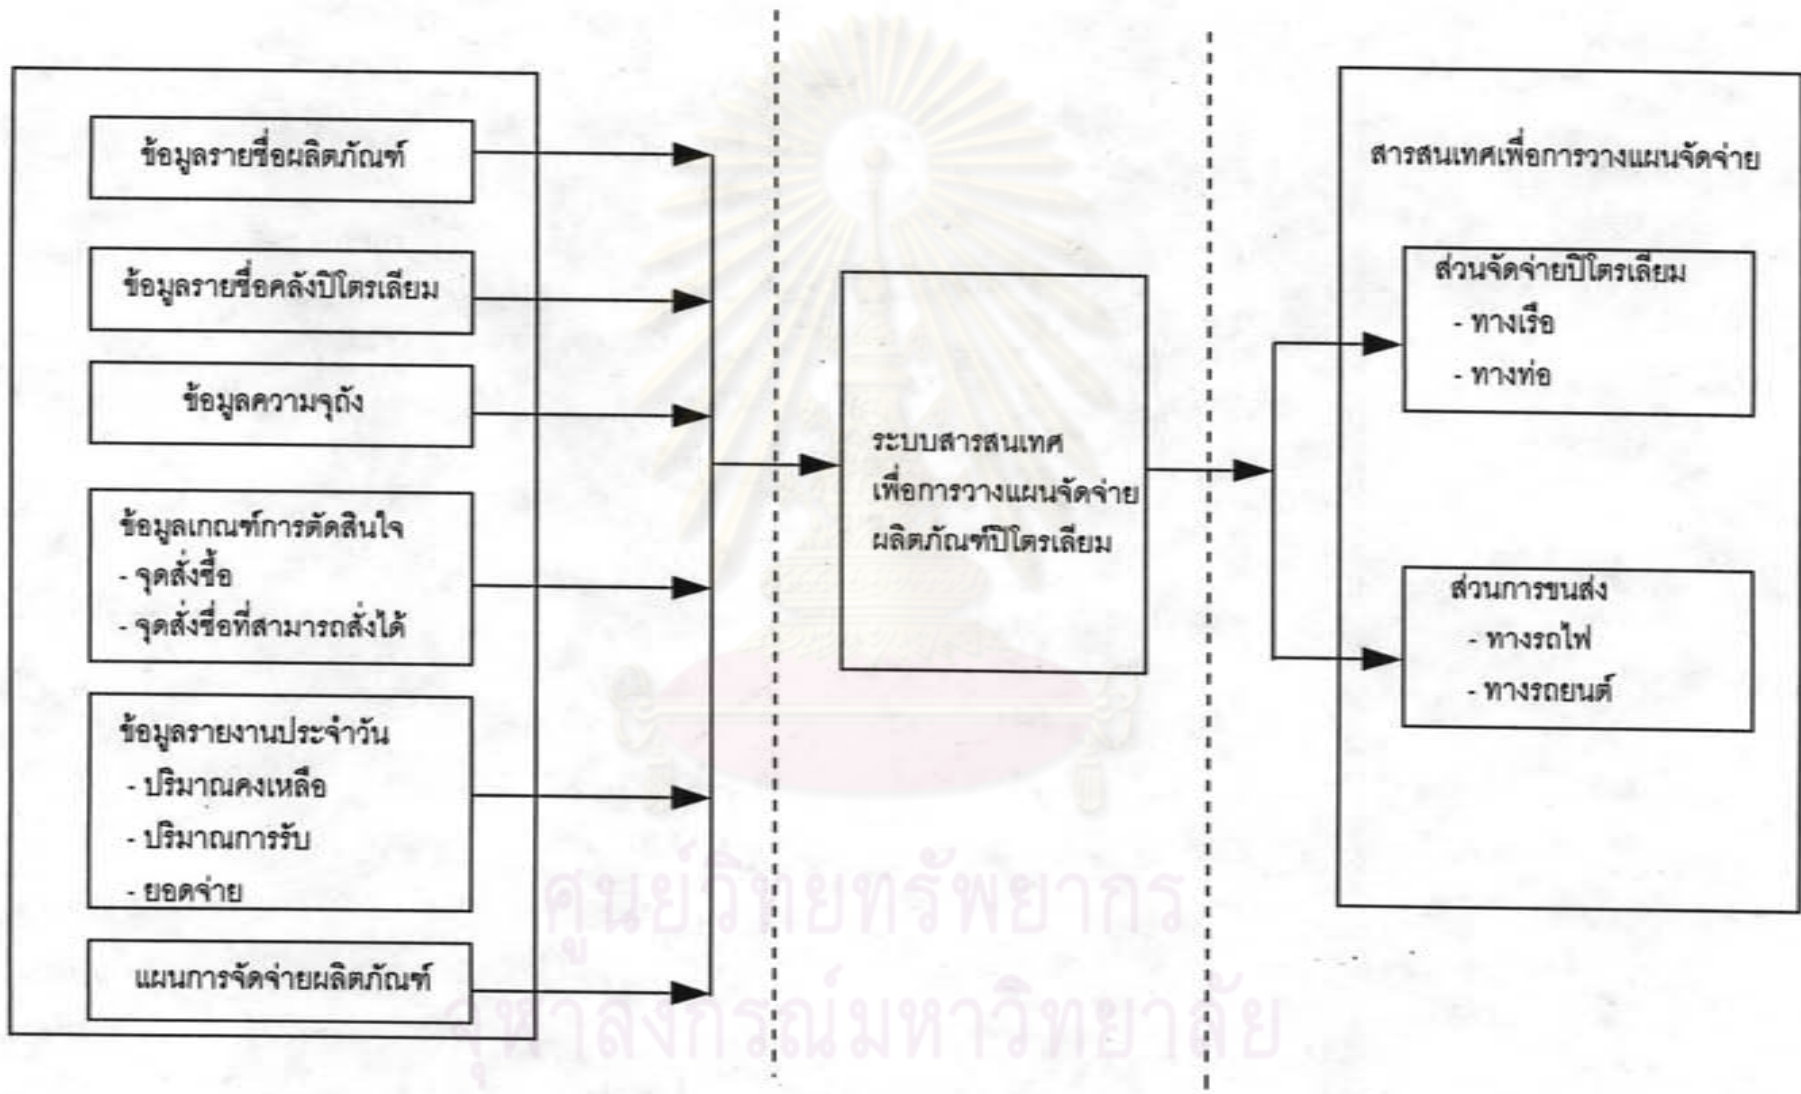 ข้อมูลรายชื่อผลิตภัณฑ์
ข้อมูลรายชื่อคลังปิโตรเลียม
ข้อมูลความจุถัง
ข้อมูลเกณฑ์การตัดสินใจ
- จุดสั่งซื้อ
- จุดสั่งซื่อที่สามารถสั่งได้
ข้อมูลรายงานประจำวัน
- ปริมาณคงเหลือ
- ปริมาณการรับ
- ยอดจ่าย
แผนการจัดจ่ายผลิตภัณฑ์
ระบบสารสนเทศ
เพื่อการวางแผนจัดจ่าย
ผลิตภัณฑ์ปิโตรเลียม
สารสนเทศเพื่อการวางแผนจัดจ่าย
ส่วนจัดจ่ายปิโตรเลียม
- ทางเรือ
- ทางท่อ
ส่วนการขนส่ง
- ทางรถไฟ
- ทางรถยนต์
ศูนย์วิทยทรัพยากร
จุฬาลงกรณ์มหาวิทยาลัย